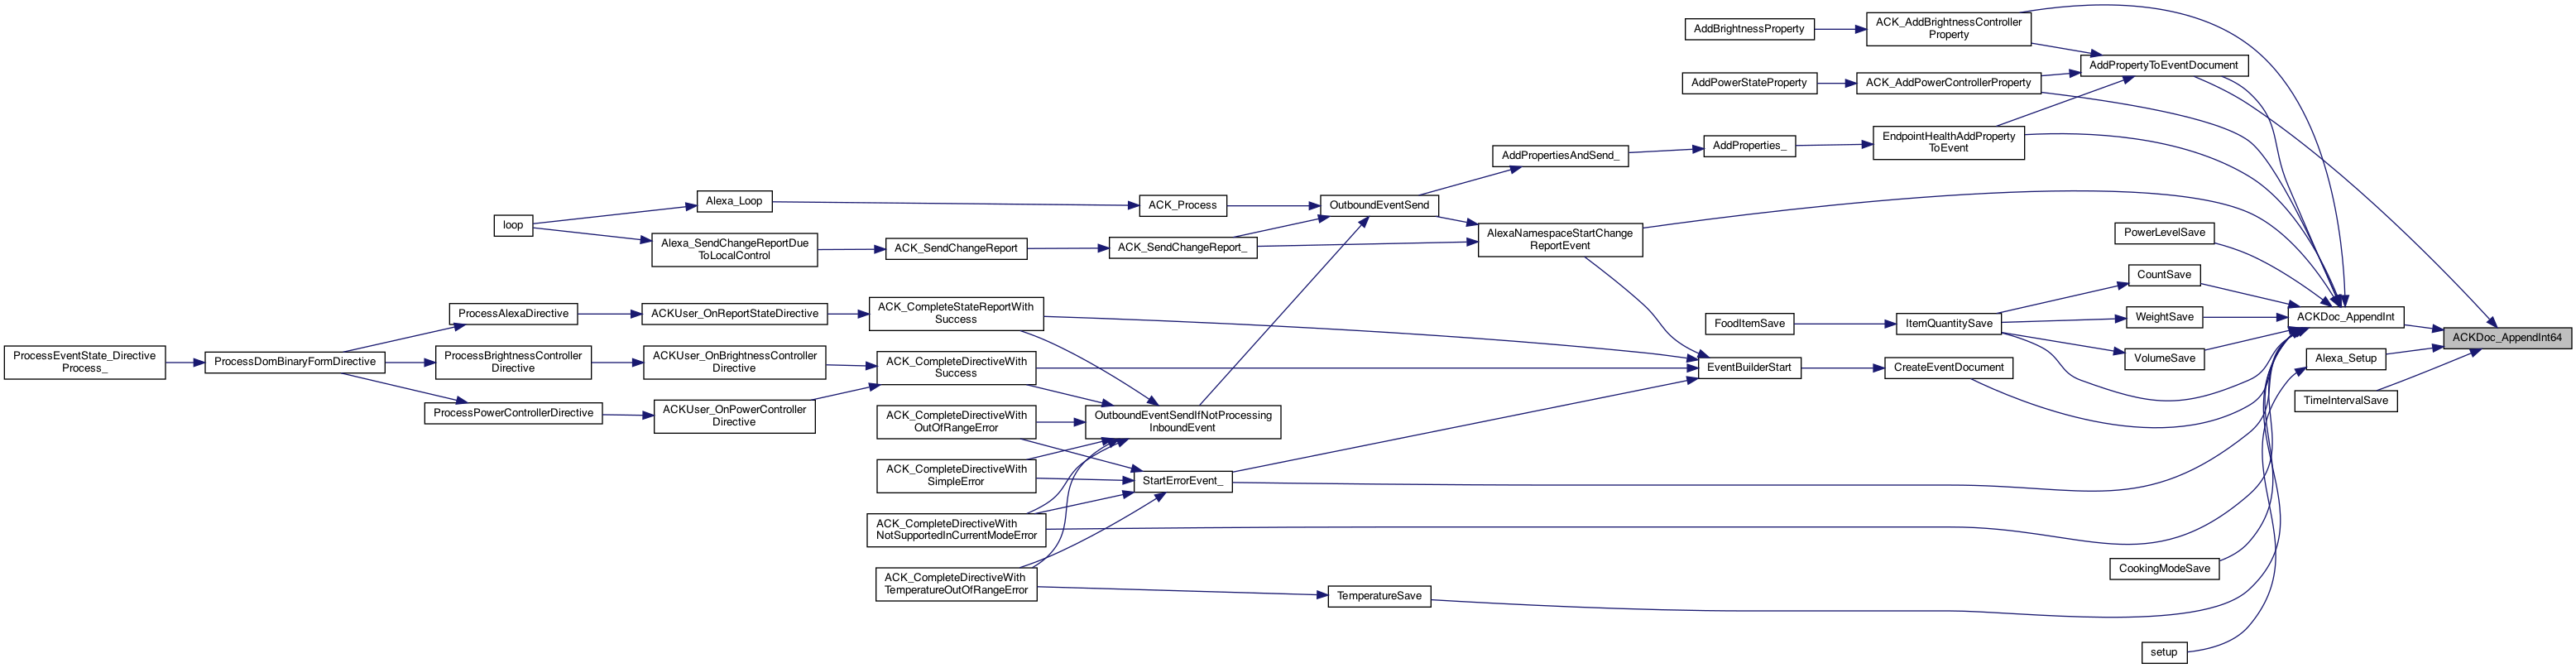 AddBrightnessProperty
ACK_AddBrightnessController
Property
AddPropertyToEventDocument
AddPowerStateProperty
ACK_AddPowerControllerProperty
EndpointHealthAddProperty
ToEvent
AddProperties_
AddPropertiesAndSend_
Alexa_Loop
ACK_Process
OutboundEventSend
loop
Alexa_SendChangeReportDue
ToLocalControl
ACK_SendChangeReport
ACK_SendChangeReport_
AlexaNamespaceStartChange
ReportEvent
PowerLevelSave
CountSave
ProcessAlexaDirective
ACKUser_OnReportStateDirective
ACK_CompleteStateReportWith
Success
FoodItemSave
ItemQuantitySave
WeightSave
ACKDoc_AppendInt
ACKDoc_AppendInt64
ProcessEventState_Directive
Process_
ProcessDomBinaryFormDirective
ProcessBrightnessController
Directive
ACKUser_OnBrightnessController
Directive
ACK_CompleteDirectiveWith
Success
EventBuilderStart
CreateEventDocument
VolumeSave
Alexa_Setup
TimeIntervalSave
ProcessPowerControllerDirective
ACKUser_OnPowerController
Directive
ACK_CompleteDirectiveWith
OutOfRangeError
OutboundEventSendIfNotProcessing
InboundEvent
ACK_CompleteDirectiveWith
SimpleError
StartErrorEvent_
ACK_CompleteDirectiveWith
NotSupportedInCurrentModeError
CookingModeSave
ACK_CompleteDirectiveWith
TemperatureOutOfRangeError
TemperatureSave
setup